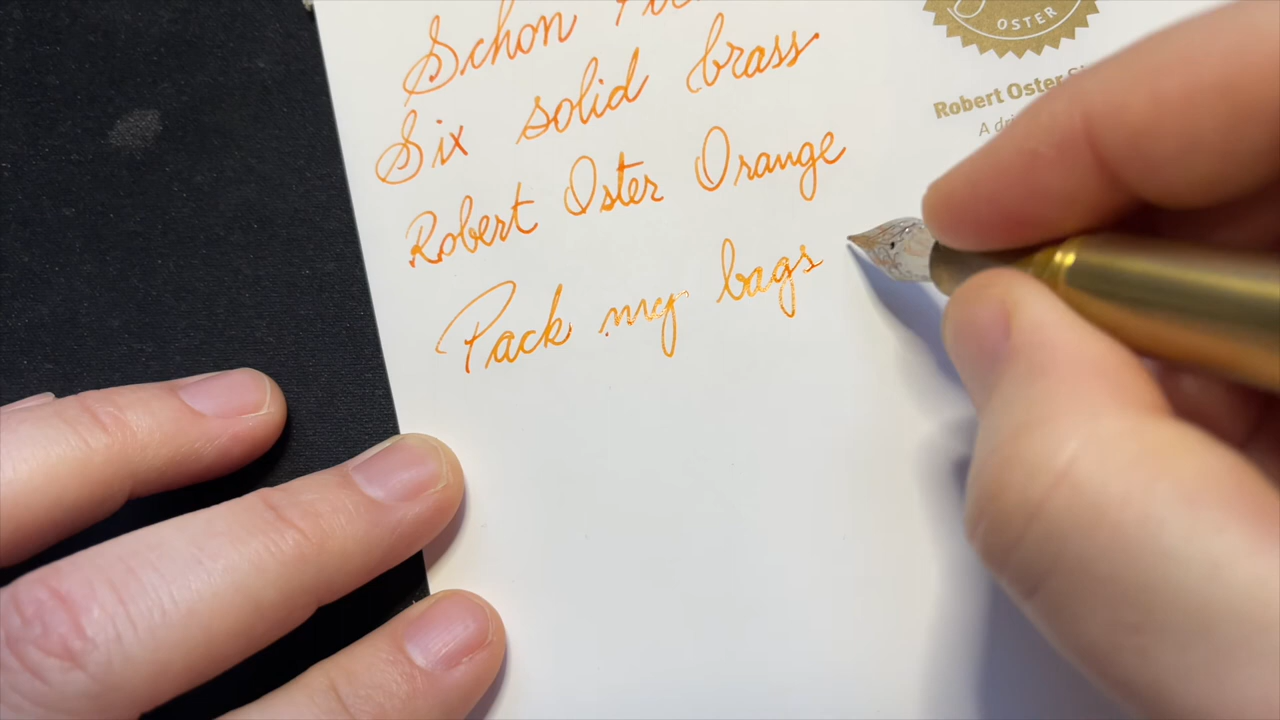 OSTER
Robert Oster
Schon
Six solid brass
Robert Oster Orange
Pack my bags